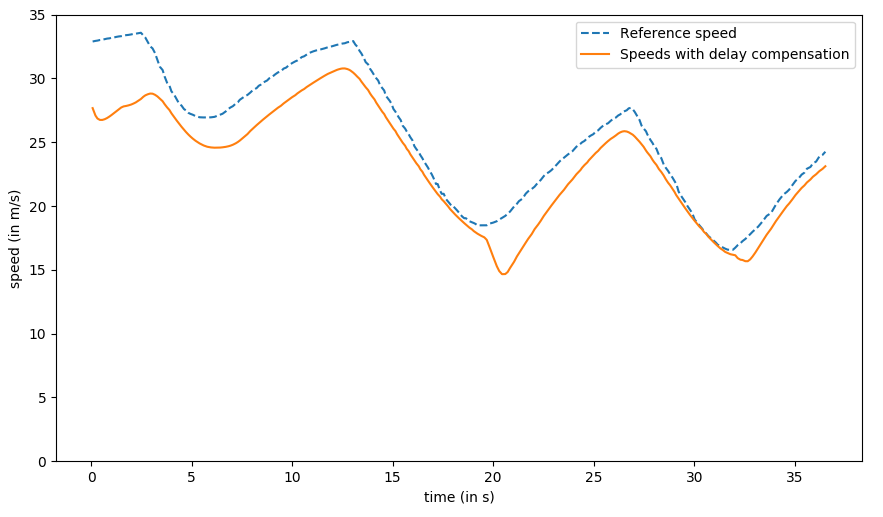 35
30
25
20
15
10
5
0
speed (in m/s)
Reference speed
Speeds with delay compensation
0 5 10 15 20 25 30 35
time (in s)